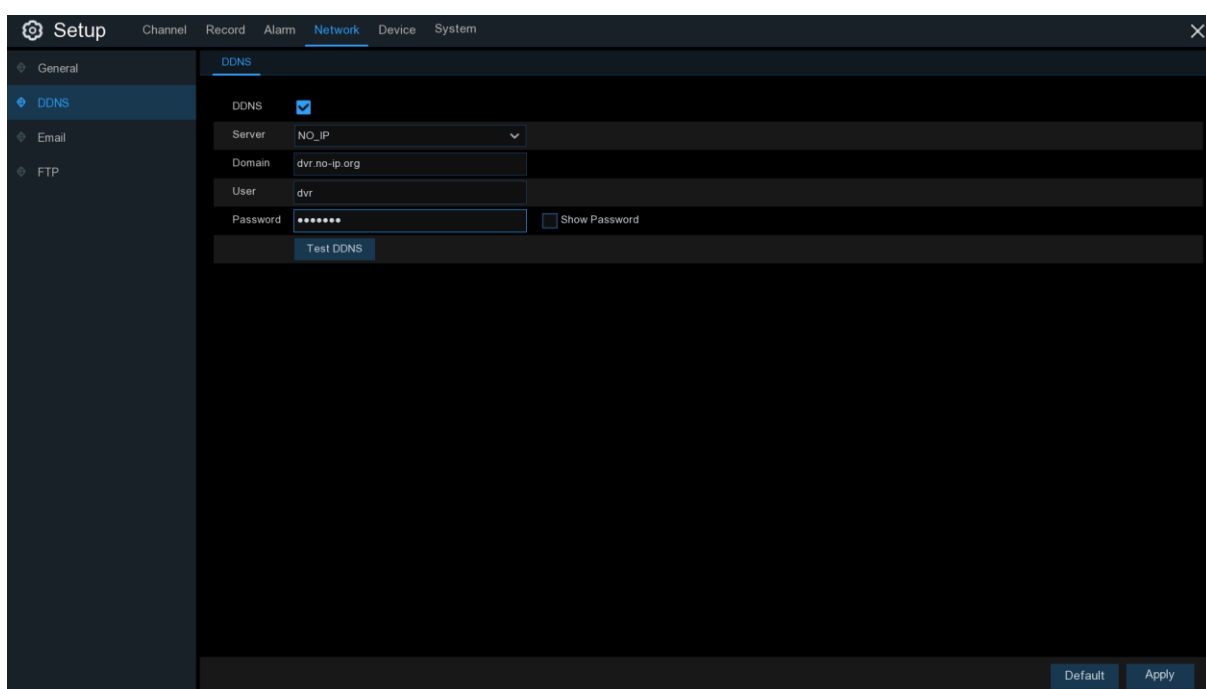 Setup Channel Record Alarm Network Device System
General
DDNS
Email
FTP
DDNS
DDNS
Server NO_IP
Domain dvr.no-ip.org
User dvr
Password ••••••• Show Password
Test DDNS
Default Apply